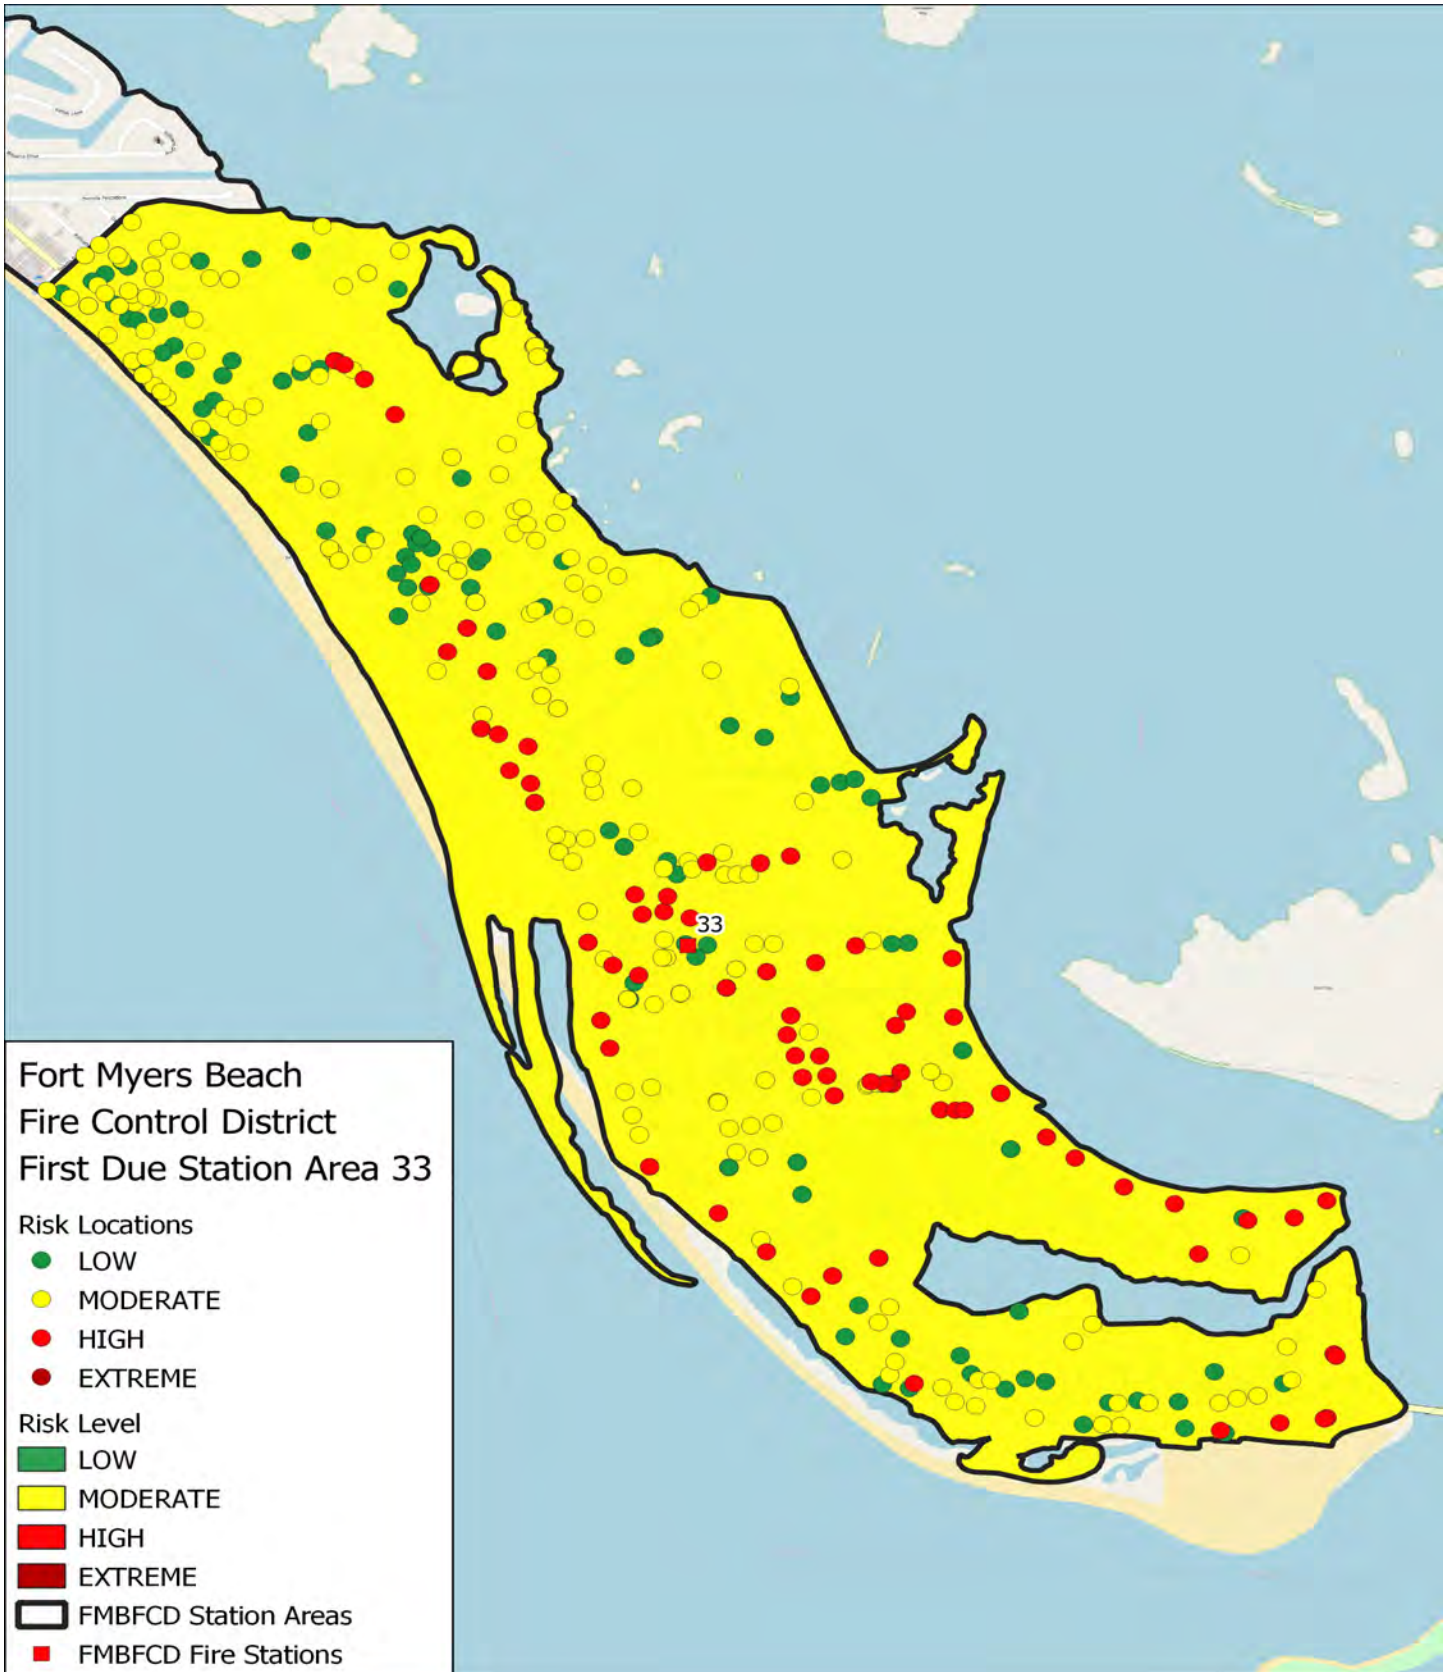 33
Fort Myers Beach
Fire Control District
First Due Station Area 33
Risk Locations
LOW
MODERATE
HIGH
EXTREME
Risk Level
LOW
MODERATE
HIGH
EXTREME
FMBFCD Station Areas
FMBFCD Fire Stations